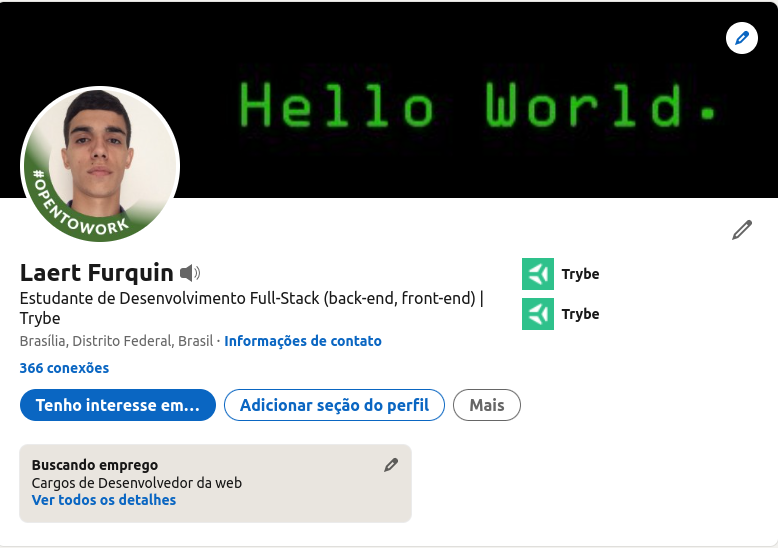 Hello World.
#OPENTOWORK
Laert Furquin
Estudante de Desenvolvimento Full-Stack (back-end, front-end) |
Trybe
Brasília, Distrito Federal, Brasil · Informações de contato
366 conexões
Trybe
Trybe
Tenho interesse em...
Adicionar seção do perfil
Mais
Buscando emprego
Cargos de Desenvolvedor da web
Ver todos os detalhes